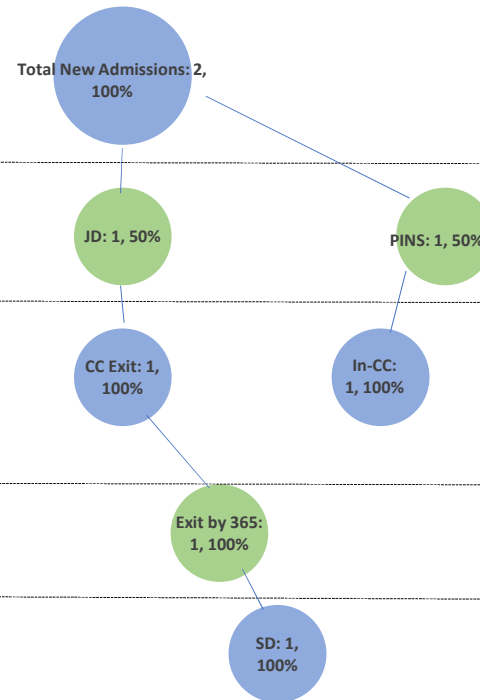 Total New Admissions: 2,
100%
JD: 1, 50%
PINS: 1, 50%
CC Exit: 1,
100%
In-CC:
1, 100%
Exit by 365:
1, 100%
SD: 1,
100%